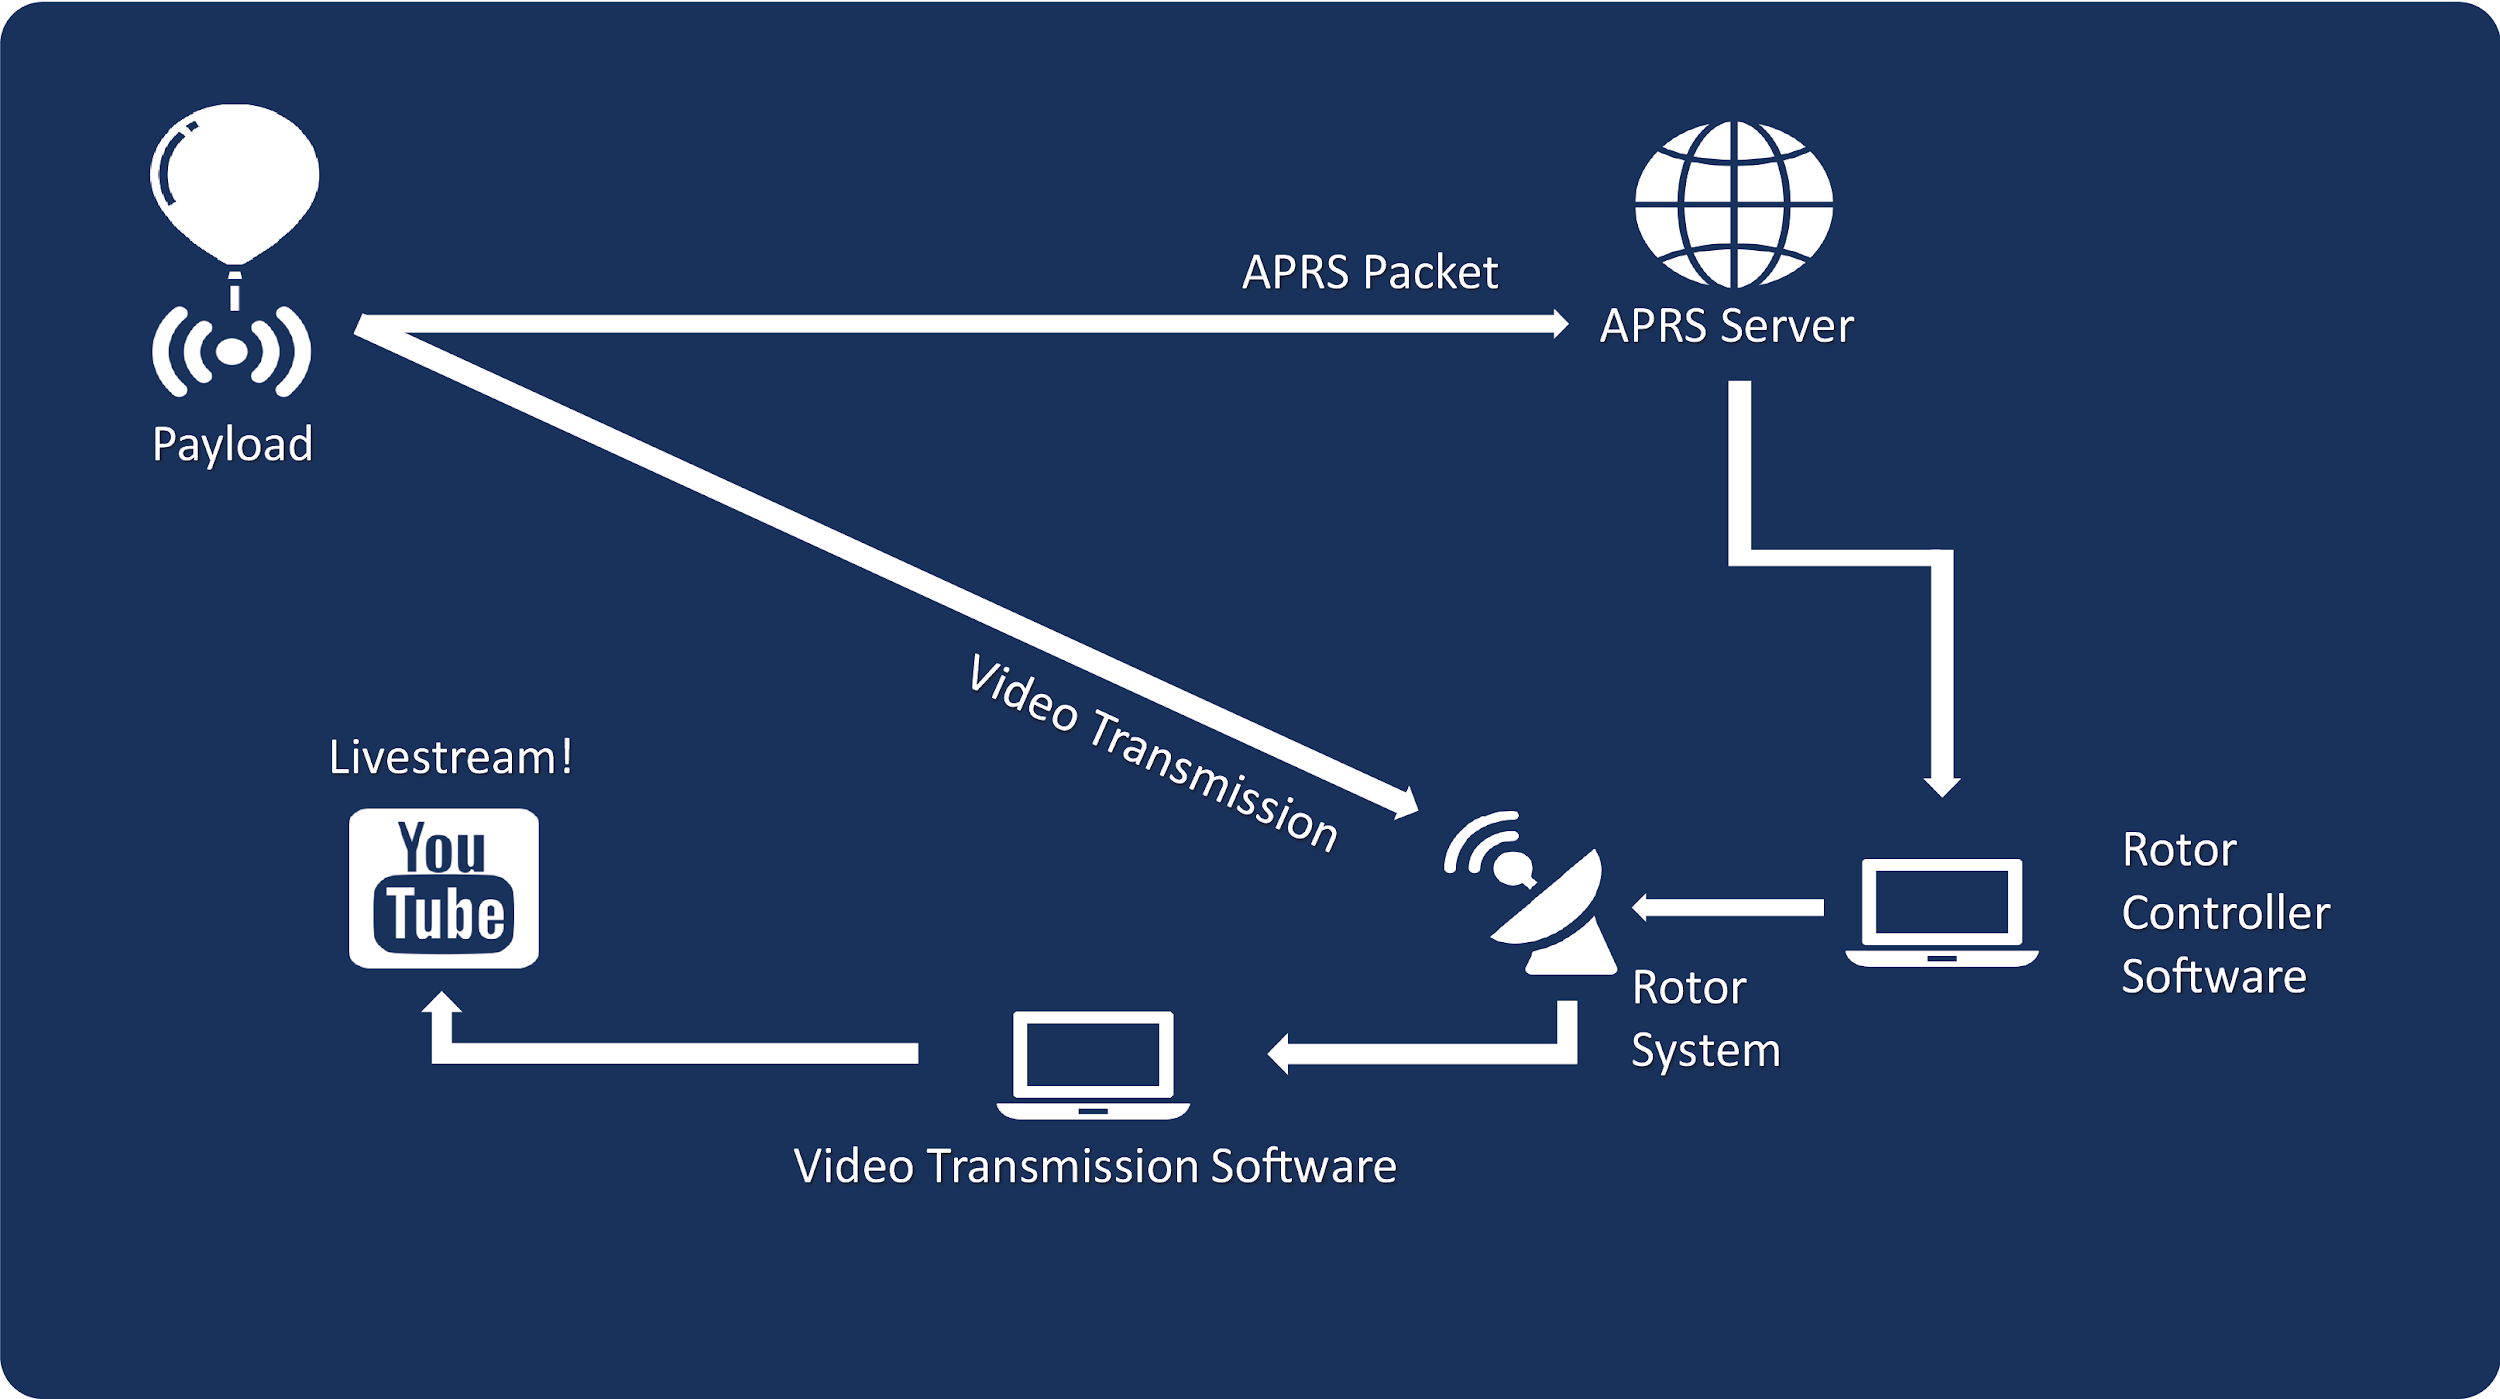 APRS Packet
APRS Server
Payload
Video Transmission
Livestream!
You
Tube
Rotor
Controller
Software
Rotor
System
Video Transmission Software